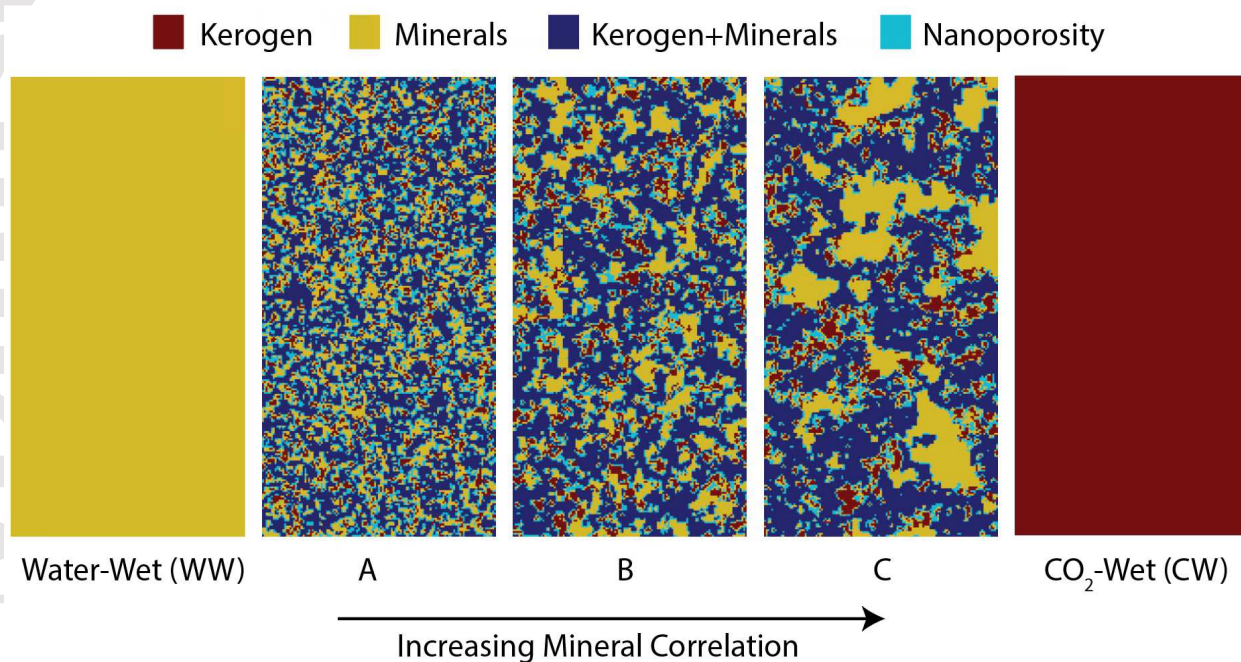 Kerogen Minerals Kerogen+Minerals Nanoporosity
Water-Wet (WW) A B C CO₂-Wet (CW)
Increasing Mineral Correlation